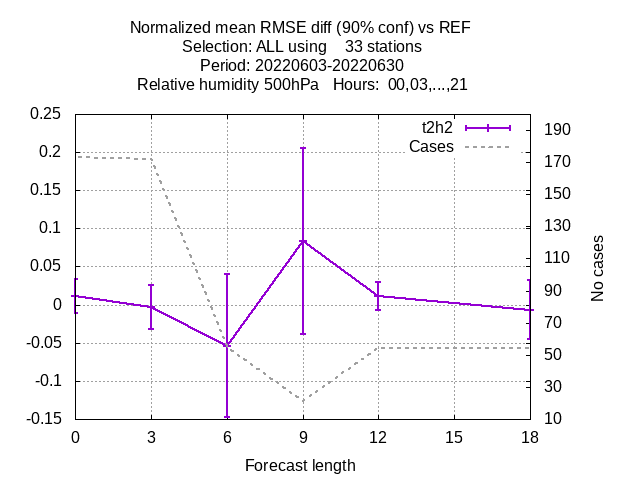 Normalized mean RMSE diff (90% conf) vs REF
Selection: ALL using    33 stations
Period: 20220603-20220630
Relative humidity 500hPa   Hours:  00,03,...,21
t2h2
Cases
0.25
0.2
0.15
0.1
0.05
0
-0.05
-0.1
-0.15
190
170
150
130
110
90
70
50
30
10
No cases
0 3 6 9 12 15 18
Forecast length